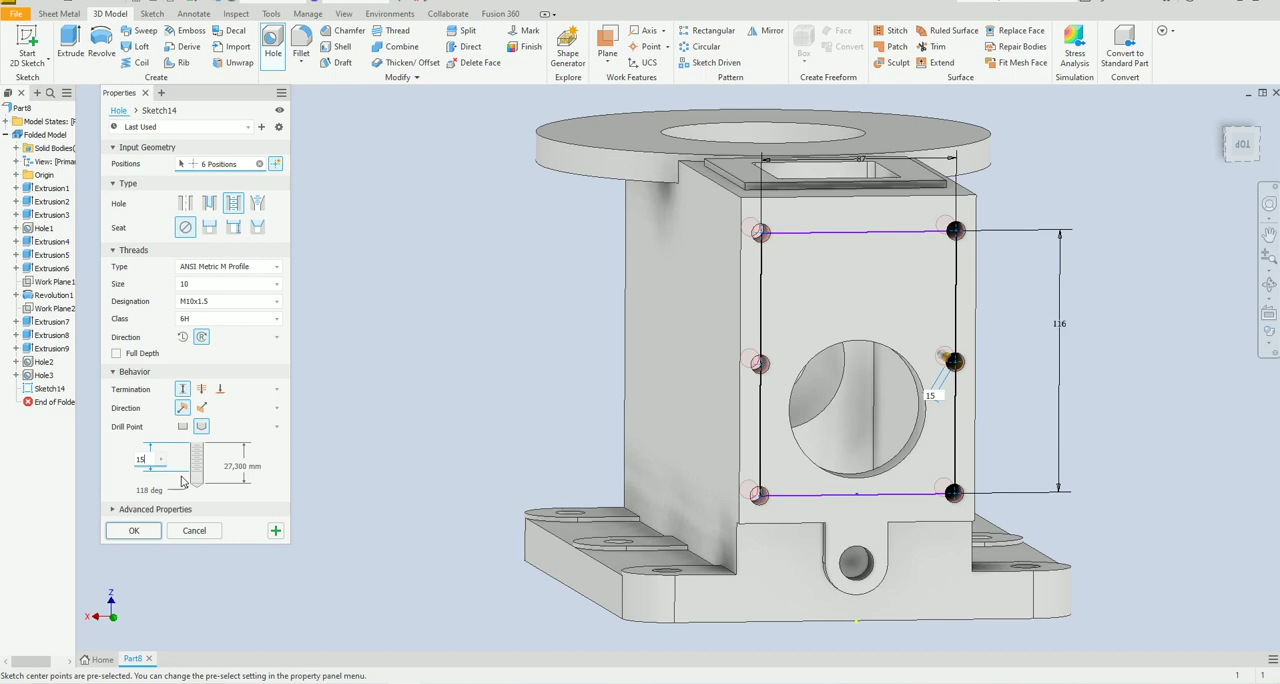 File Sheet Metal 3D Model Sketch Annotate Inspect Tools Manage View Environments Collaborate Fusion 360
Start
2D Sketch
Sketch
Extrude
Revolve
Sweep
Loft
Coil
Emboss
Derive
Rib
Decal
Import
Unwrap
Create
Hole
Fillet
Chamfer
Shell
Draft
Thread
Combine
Thicken/ Offset
Split
Direct
Delete Face
Mark
Finish
Modify
Shape
Generator
Explore
Plane
Axis
Point
UCS
Work Features
Rectangular
Circular
Sketch Driven
Mirror
Pattern
Box
Face
Convert
Create Freeform
Stitch
Patch
Sculpt
Ruled Surface
Trim
Extend
Replace Face
Repair Bodies
Fit Mesh Face
Surface
Stress
Analysis
Simulation
Convert to
Standard Part
Convert
Part8
Model States: [P
Folded Model
Solid Bodies(
View: [Prima
Origin
Extrusion1
Extrusion2
Extrusion3
Hole1
Extrusion4
Extrusion5
Extrusion6
Work Plane1
Revolution1
Work Plane2
Extrusion7
Extrusion8
Extrusion9
Hole2
Hole3
Sketch14
End of Folde
Properties
Hole > Sketch14
Last Used
Input Geometry
Positions 6 Positions
Type
Hole
Seat
Threads
Type ANSI Metric M Profile
Size 10
Designation M10x1.5
Class 6H
Direction
Full Depth
Behavior
Termination
Direction
Drill Point
15
27,300 mm
118 deg
Advanced Properties
OK Cancel
87
116
15
TOP
Z
X
Home Part8
Sketch center points are pre-selected. You can change the pre-select setting in the property panel menu. 1 1